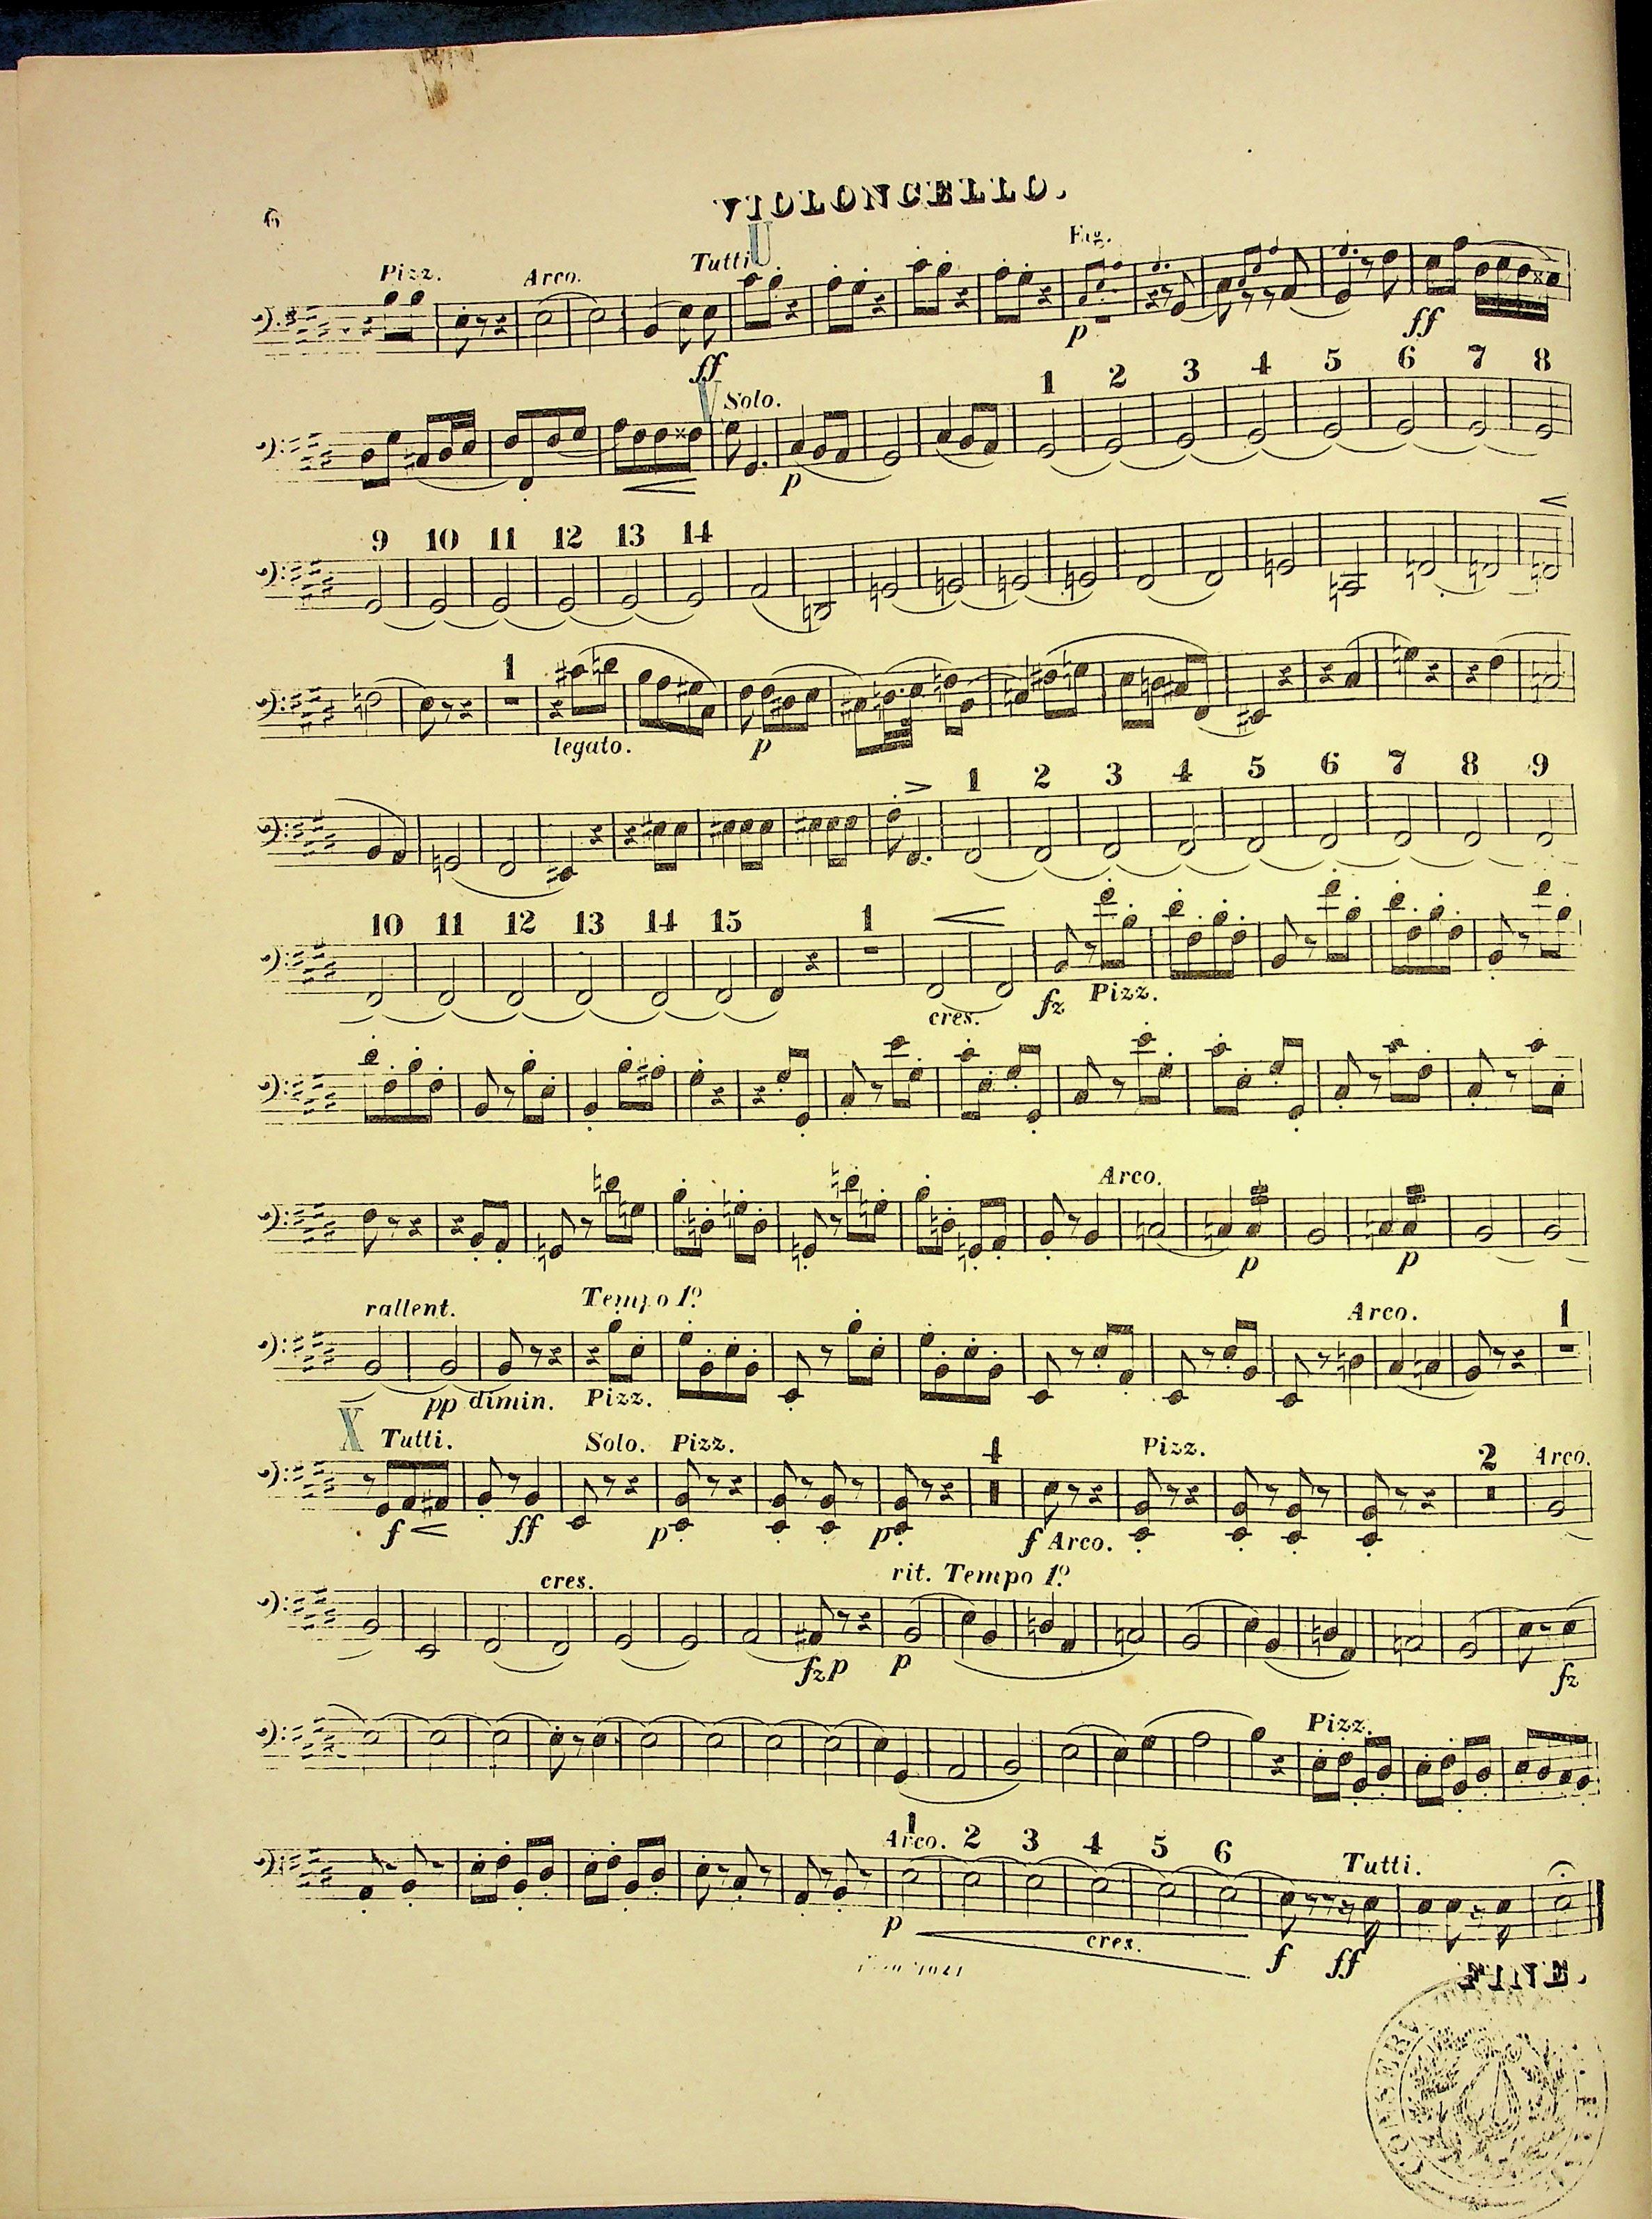 6
VIOLONCELLO.
U
Pizz. Arco. Tutti Fag.
ff p ff
V Solo. 1 2 3 4 5 6 7 8
p
9 10 11 12 13 14
1
legato. p
1 2 3 4 5 6 7 8 9
10 11 12 13 14 15 1
cres. fz Pizz.
Arco.
p p
rallent. Tempo 1º Arco. 1
pp dimin. Pizz.
X Tutti. Solo. Pizz. 4 Pizz. 2 Arco.
f ff p p f Arco.
cres. rit. Tempo 1º
fz p p fz
Pizz.
1
Arco. 2 3 4 5 6 Tutti.
p cres. f ff
FINE.